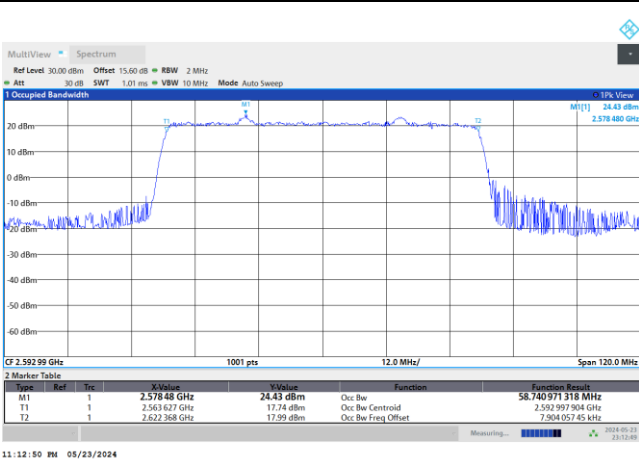 MultiView Spectrum
Ref Level 30.00 dBm Offset 15.60 dB RBW 2 MHz
Att 30 dB SWT 1.01 ms VBW 10 MHz Mode Auto Sweep
1 Occupied Bandwidth 1Pk View
M1[1] 24.43 dBm
2.578 480 GHz
M1
T1
T2
20 dBm
10 dBm
0 dBm
-10 dBm
-20 dBm
-30 dBm
-40 dBm
-50 dBm
-60 dBm
CF 2.592 99 GHz 1001 pts 12.0 MHz/ Span 120.0 MHz
2 Marker Table
Type Ref Trc X-Value Y-Value Function Function Result
M1 1 2.578 48 GHz 24.43 dBm Occ Bw 58.740 971 318 MHz
T1 1 2.563 627 GHz 17.74 dBm Occ Bw Centroid 2.592 997 904 GHz
T2 1 2.622 368 GHz 17.99 dBm Occ Bw Freq Offset 7.904 057 45 kHz
Measuring... 2024-05-23
23:12:49
11:12:50 PM 05/23/2024